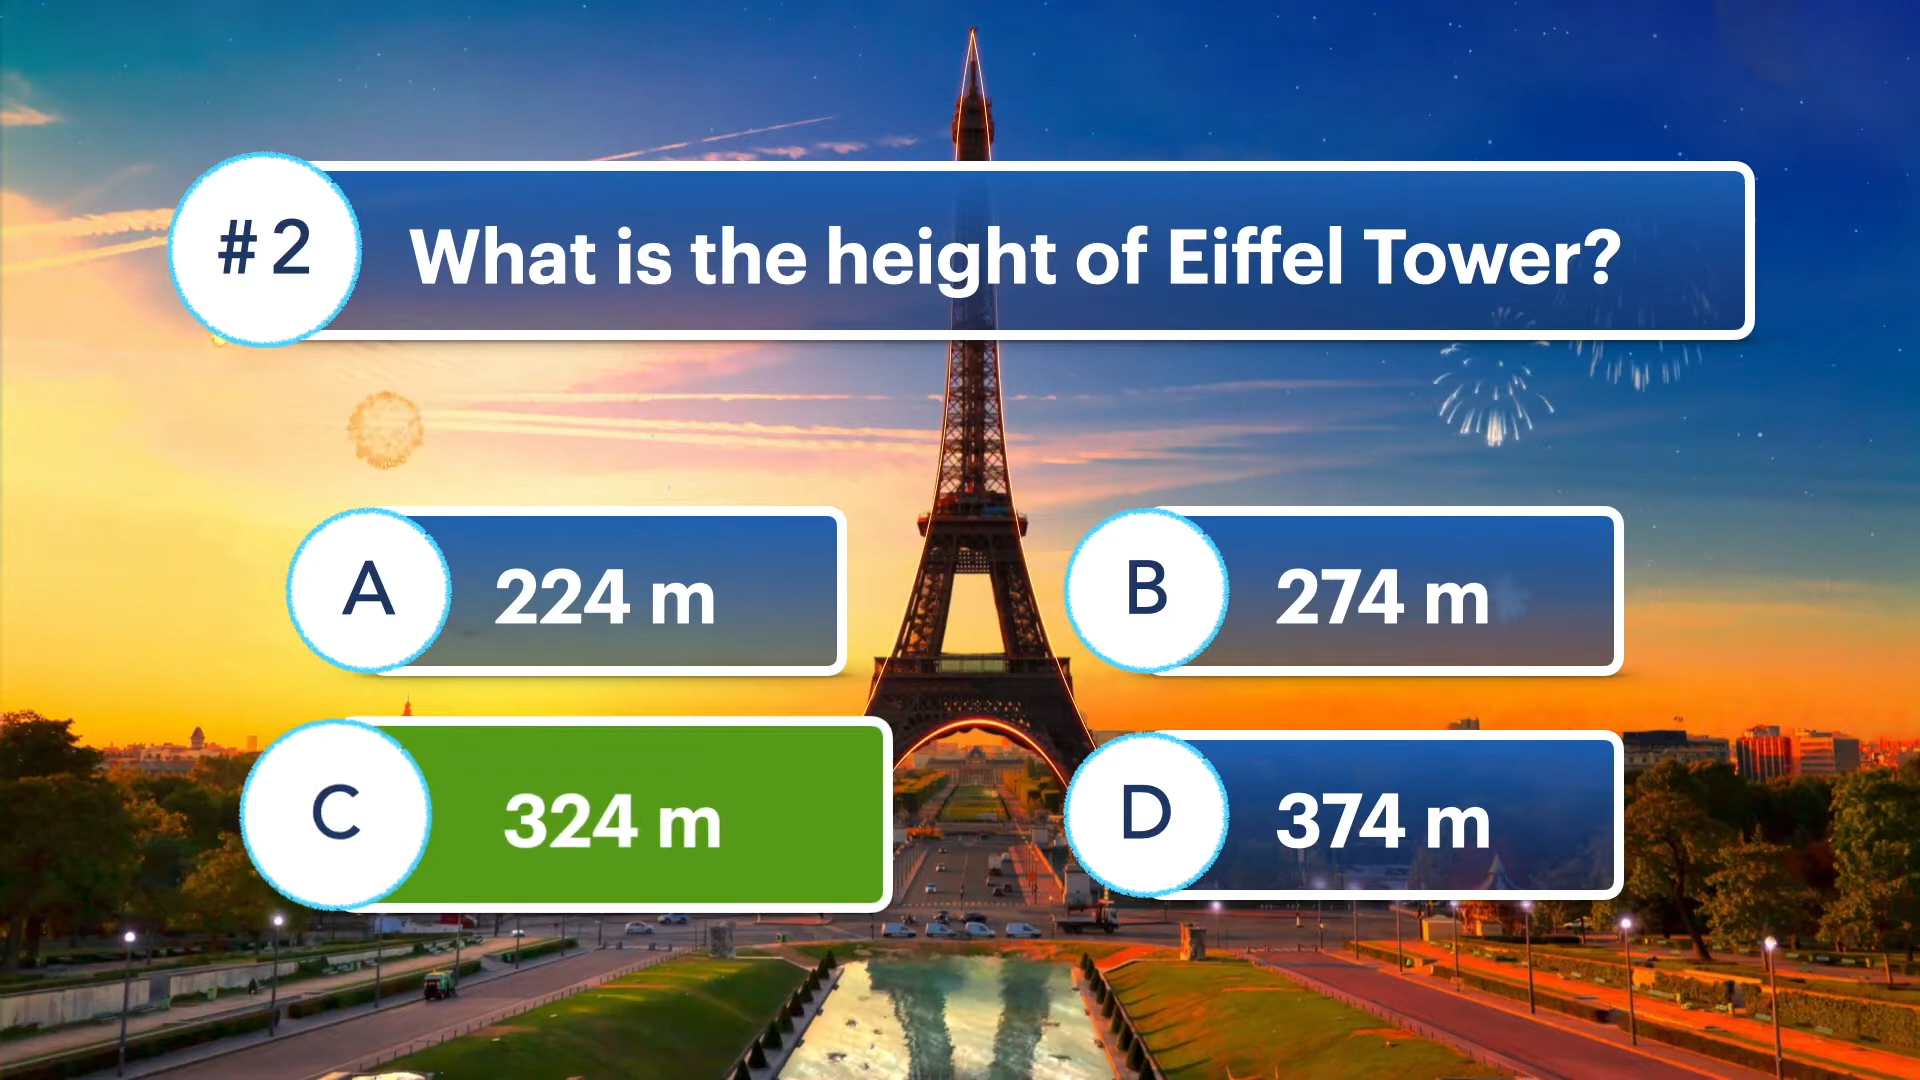 #2
What is the height of Eiffel Tower?
A
224 m
B
274 m
C
324 m
D
374 m